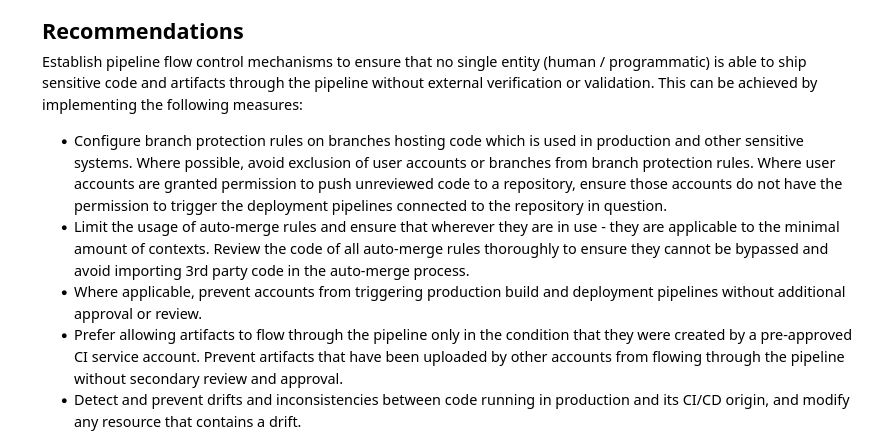 Recommendations
Establish pipeline flow control mechanisms to ensure that no single entity (human / programmatic) is able to ship
sensitive code and artifacts through the pipeline without external verification or validation. This can be achieved by
implementing the following measures:
• Configure branch protection rules on branches hosting code which is used in production and other sensitive
systems. Where possible, avoid exclusion of user accounts or branches from branch protection rules. Where user
accounts are granted permission to push unreviewed code to a repository, ensure those accounts do not have the
permission to trigger the deployment pipelines connected to the repository in question.
• Limit the usage of auto-merge rules and ensure that wherever they are in use - they are applicable to the minimal
amount of contexts. Review the code of all auto-merge rules thoroughly to ensure they cannot be bypassed and
avoid importing 3rd party code in the auto-merge process.
• Where applicable, prevent accounts from triggering production build and deployment pipelines without additional
approval or review.
• Prefer allowing artifacts to flow through the pipeline only in the condition that they were created by a pre-approved
CI service account. Prevent artifacts that have been uploaded by other accounts from flowing through the pipeline
without secondary review and approval.
• Detect and prevent drifts and inconsistencies between code running in production and its CI/CD origin, and modify
any resource that contains a drift.